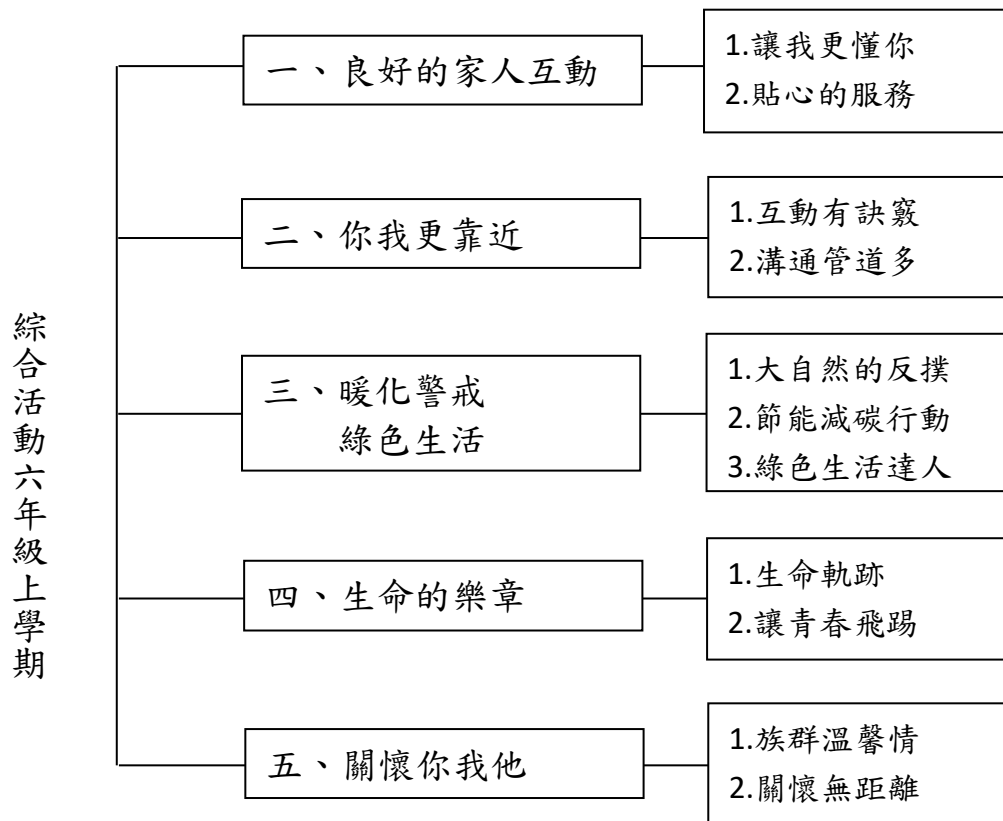 綜合活動六年級上學期
一、良好的家人互動
1.讓我更懂你
2.貼心的服務
二、你我更靠近
1.互動有訣竅
2.溝通管道多
三、暖化警戒
綠色生活
1.大自然的反撲
2.節能減碳行動
3.綠色生活達人
四、生命的樂章
1.生命軌跡
2.讓青春飛踢
五、關懷你我他
1.族群溫馨情
2.關懷無距離